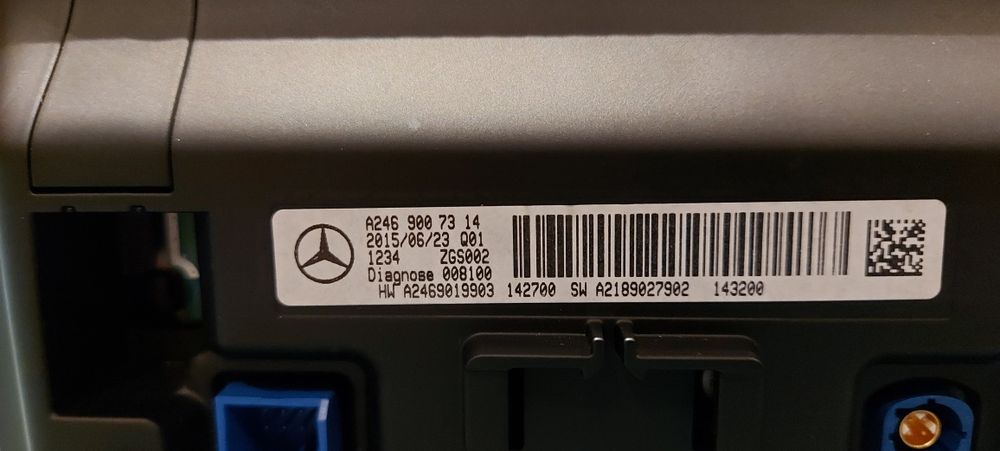 A246 900 73 14
2015/06/23 Q01
1234 ZGS002
Diagnose 008100
HW A2469019903 142700 SW A2189027902 143200